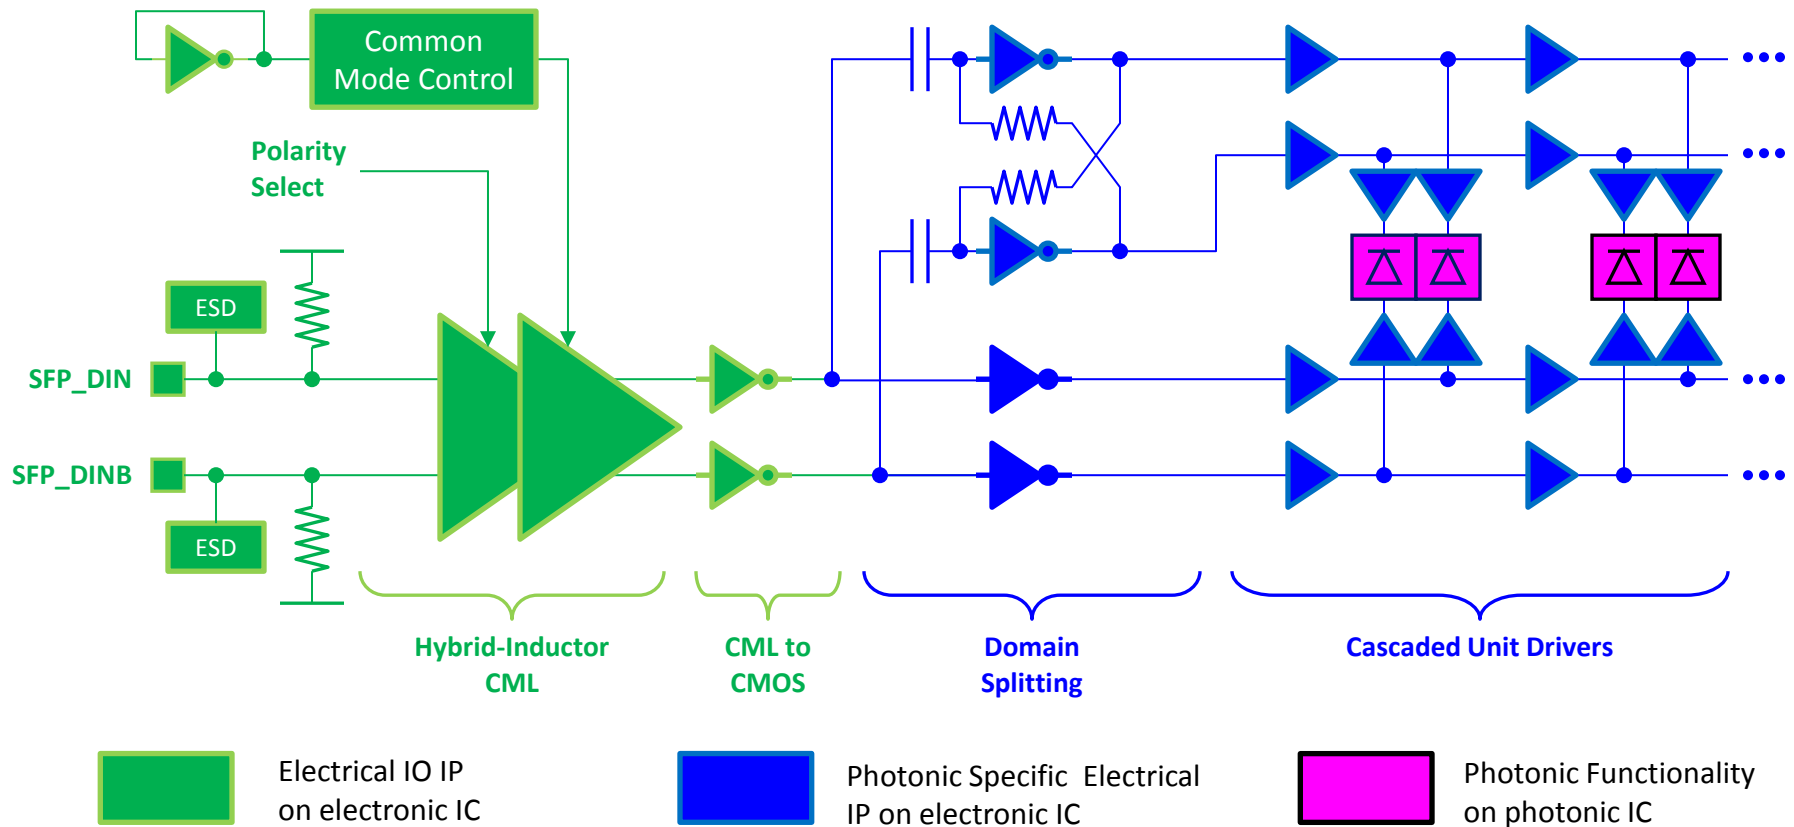 Common
Mode Control
Polarity
Select
ESD
SFP_DIN
SFP_DINB
ESD
Hybrid-Inductor
CML
CML to
CMOS
Domain
Splitting
Cascaded Unit Drivers
Electrical IO IP
on electronic IC
Photonic Specific Electrical
IP on electronic IC
Photonic Functionality
on photonic IC